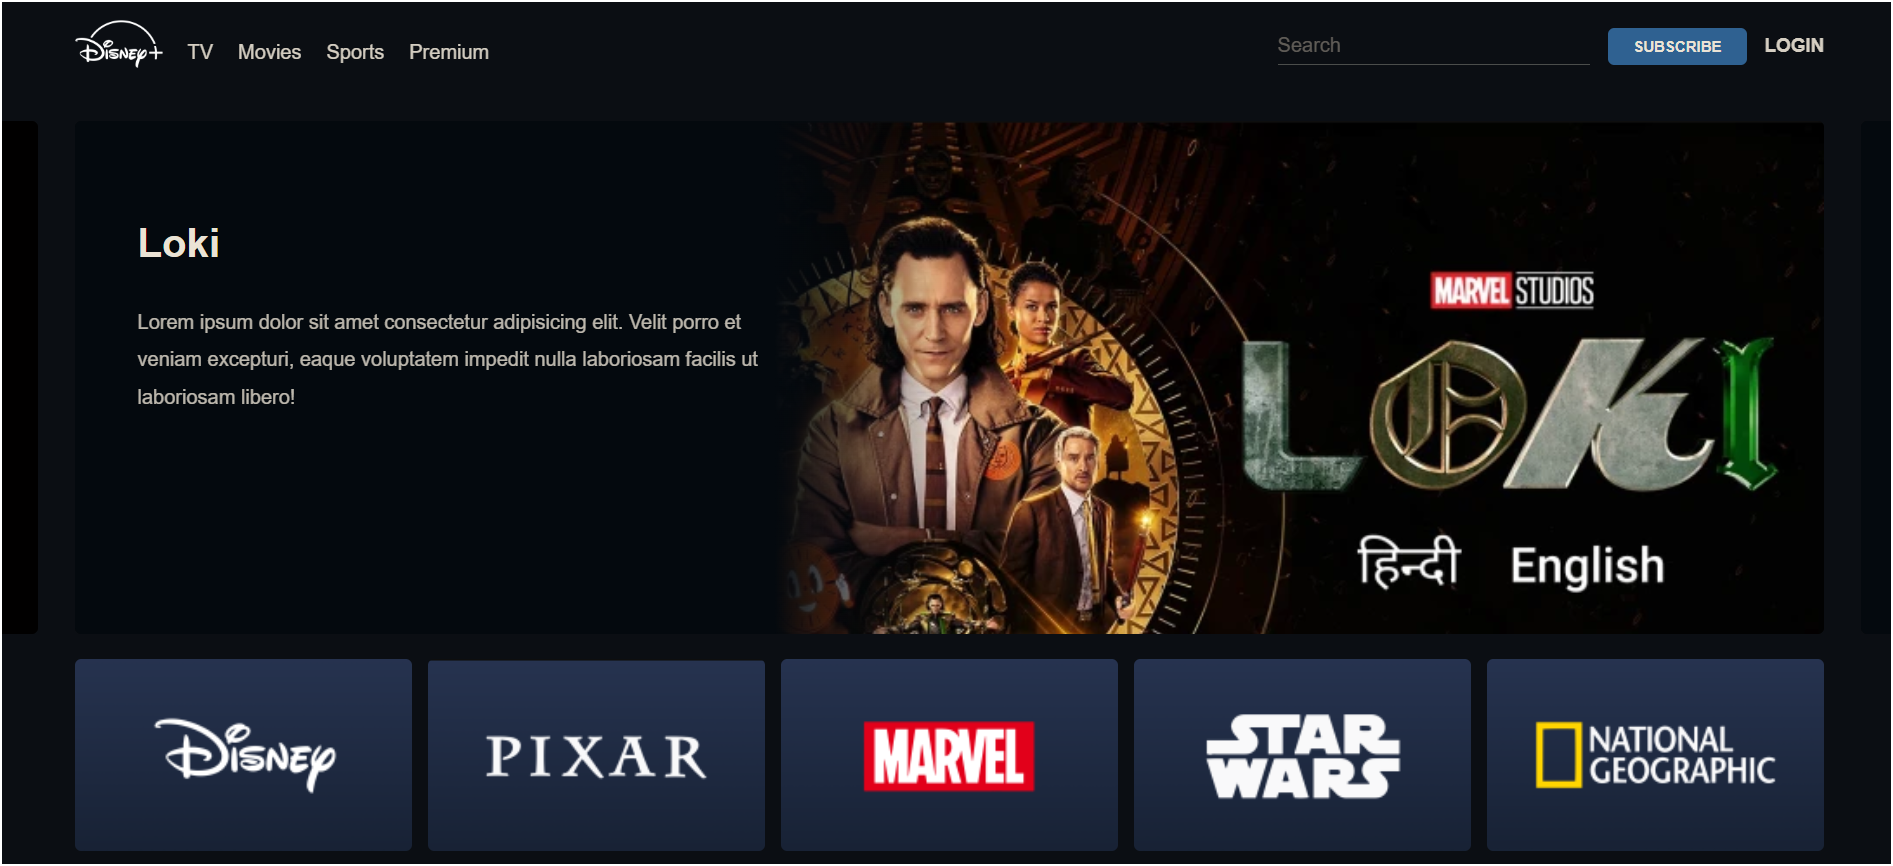 Disney+
TV
Movies
Sports
Premium
Search
SUBSCRIBE
LOGIN
Loki
Lorem ipsum dolor sit amet consectetur adipisicing elit. Velit porro et
veniam excepturi, eaque voluptatem impedit nulla laboriosam facilis ut
laboriosam libero!
MARVEL STUDIOS
LOKI
हिन्दी English
Disney
PIXAR
MARVEL
STAR
WARS
NATIONAL
GEOGRAPHIC